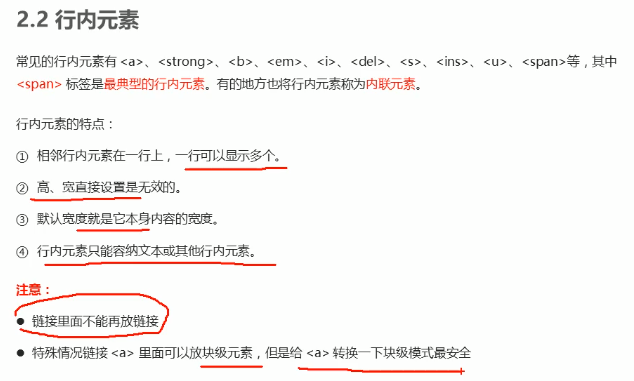 2.2 行内元素
常见的行内元素有 <a>、<strong>、<b>、<em>、<i>、<del>、<s>、<ins>、<u>、<span>等，其中
<span> 标签是最典型的行内元素。有的地方也将行内元素称为内联元素。
行内元素的特点：
① 相邻行内元素在一行上，一行可以显示多个。
② 高、宽直接设置是无效的。
③ 默认宽度就是它本身内容的宽度。
④ 行内元素只能容纳文本或其他行内元素。
注意：
● 链接里面不能再放链接
● 特殊情况链接 <a> 里面可以放块级元素，但是给 <a> 转换一下块级模式最安全